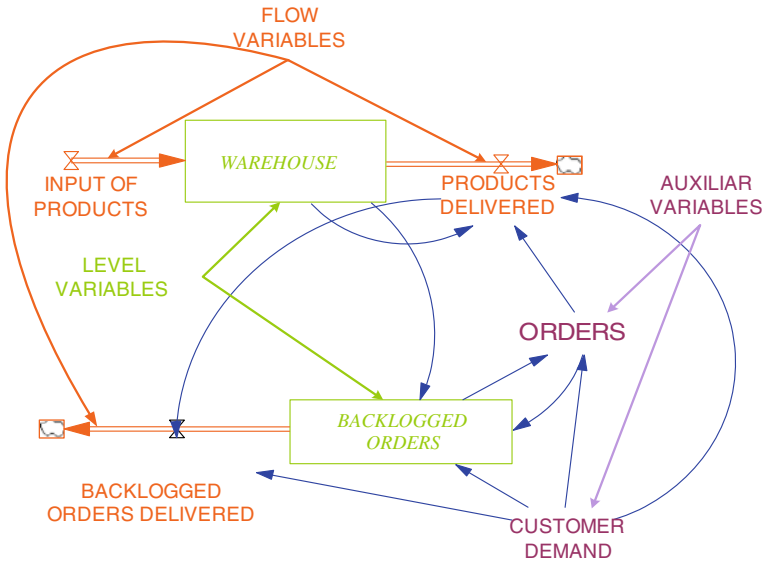 FLOW
VARIABLES
WAREHOUSE
INPUT OF
PRODUCTS
PRODUCTS
DELIVERED
AUXILIAR
VARIABLES
LEVEL
VARIABLES
ORDERS
BACKLOGGED
ORDERS
BACKLOGGED
ORDERS DELIVERED
CUSTOMER
DEMAND